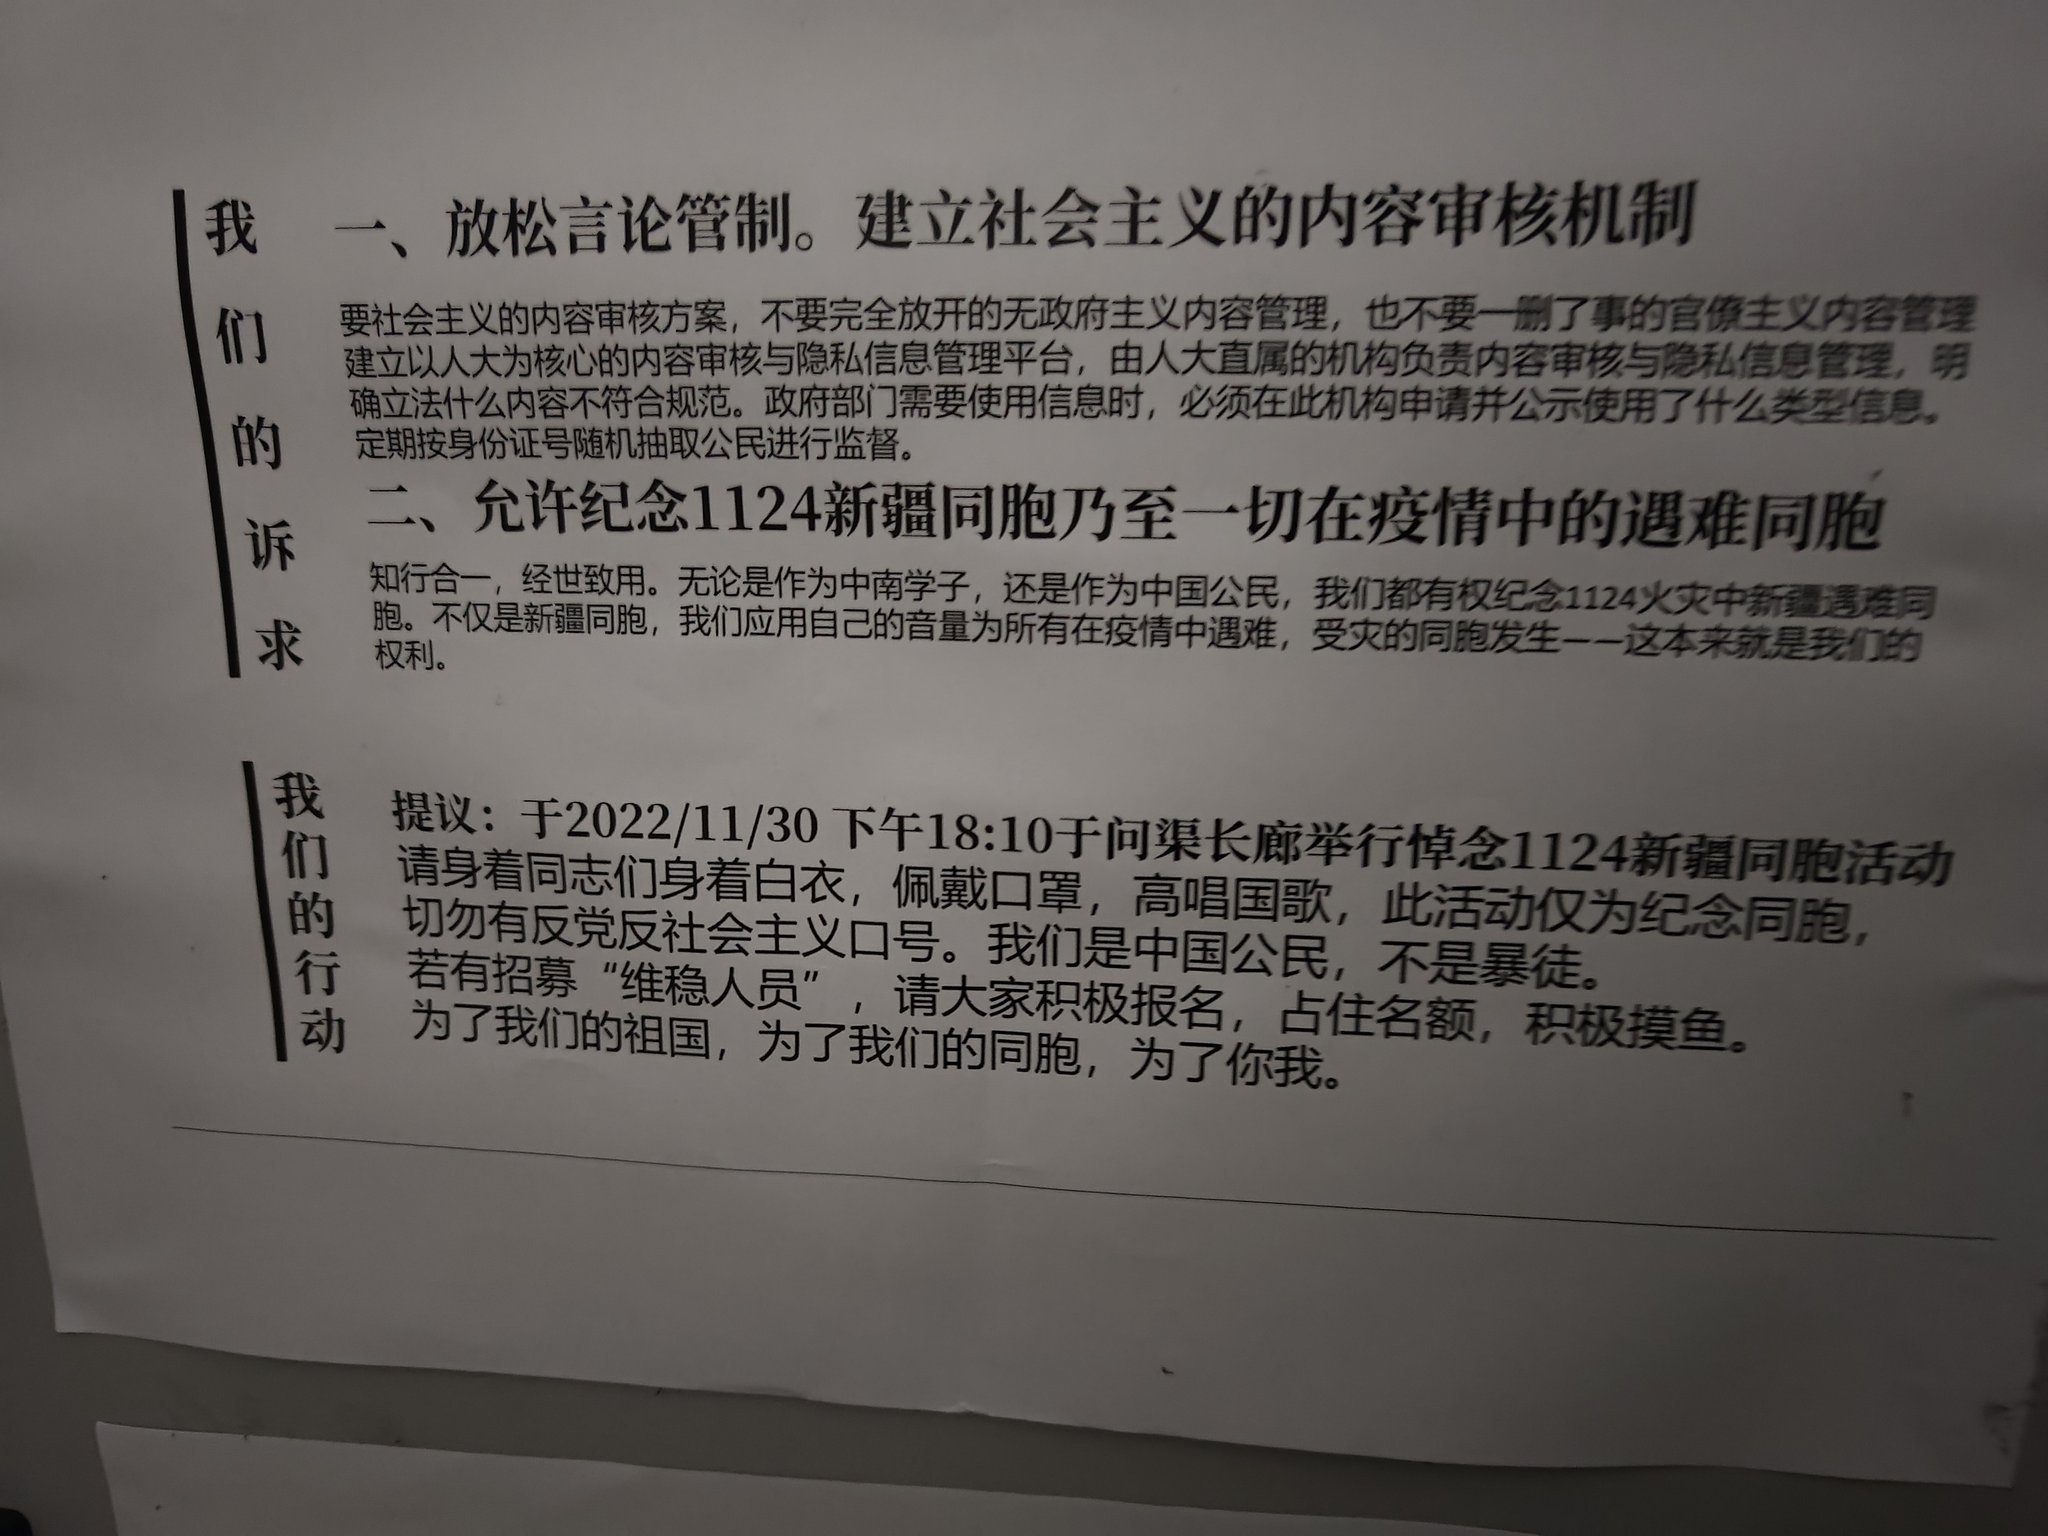 我们的诉求
一、放松言论管制。建立社会主义的内容审核机制
要社会主义的内容审核方案，不要完全放开的无政府主义内容管理，也不要一删了事的官僚主义内容管理
建立以人大为核心的内容审核与隐私信息管理平台，由人大直属的机构负责内容审核与隐私信息管理，明
确立法什么内容不符合规范。政府部门需要使用信息时，必须在此机构申请并公示使用了什么类型信息。
定期按身份证号随机抽取公民进行监督。
二、允许纪念1124新疆同胞乃至一切在疫情中的遇难同胞
知行合一，经世致用。无论是作为中南学子，还是作为中国公民，我们都有权纪念1124火灾中新疆遇难同
胞。不仅是新疆同胞，我们应用自己的音量为所有在疫情中遇难，受灾的同胞发生——这本来就是我们的
权利。
我们的行动
提议：于2022/11/30 下午18:10于问渠长廊举行悼念1124新疆同胞活动
请身着同志们身着白衣，佩戴口罩，高唱国歌，此活动仅为纪念同胞，
切勿有反党反社会主义口号。我们是中国公民，不是暴徒。
若有招募“维稳人员”，请大家积极报名，占住名额，积极摸鱼。
为了我们的祖国，为了我们的同胞，为了你我。